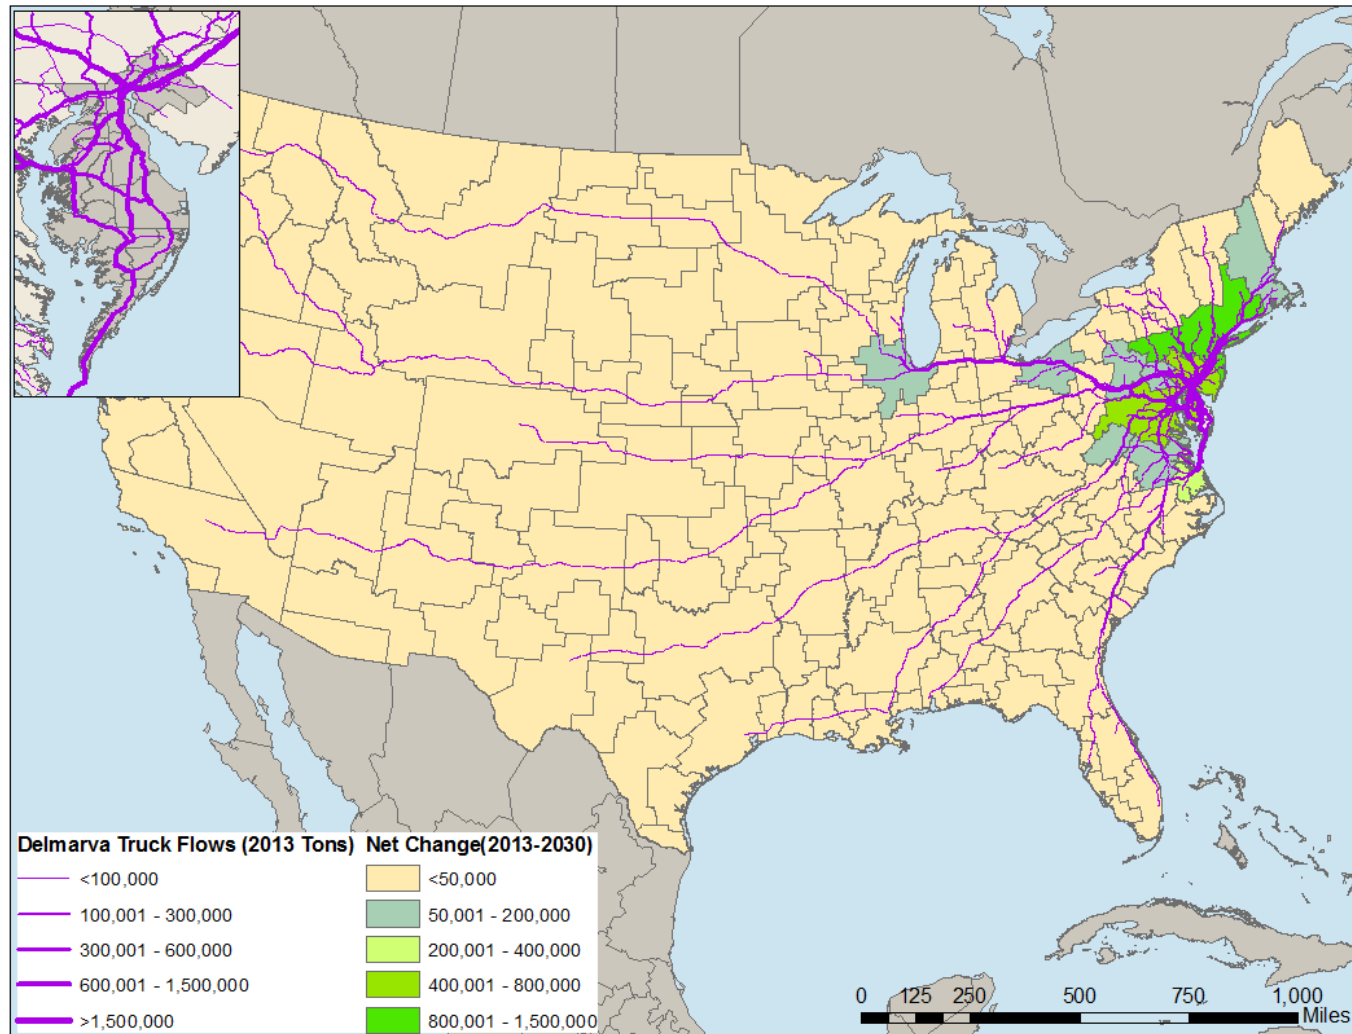 Delmarva Truck Flows (2013 Tons) Net Change(2013-2030)
<100,000 <50,000
100,001 - 300,000 50,001 - 200,000
300,001 - 600,000 200,001 - 400,000
600,001 - 1,500,000 400,001 - 800,000
>1,500,000 800,001 - 1,500,000
0 125 250 500 750 1,000
Miles